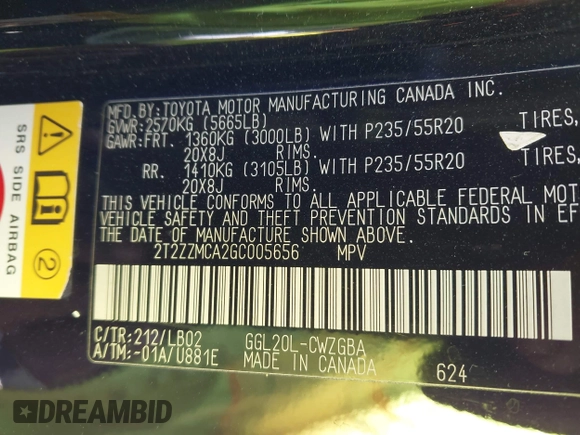 MFD.BY:TOYOTA MOTOR MANUFACTURING CANADA INC.
GVWR:2570KG (5665LB)
GAWR:FRT. 1360KG (3000LB) WITH P235/55R20 TIRES,
20X8J RIMS.
RR. 1410KG (3105LB) WITH P235/55R20 TIRES,
20X8J RIMS.
THIS VEHICLE CONFORMS TO ALL APPLICABLE FEDERAL MOT
VEHICLE SAFETY AND THEFT PREVENTION STANDARDS IN EF
THE DATE OF MANUFACTURE SHOWN ABOVE.
2T2ZZMCA2GC005656 MPV
C/TR:212/LB02 GGL20L-CWZGBA
A/TM:-01A/U881E MADE IN CANADA 624
SRS SIDE AIRBAG
2
DREAMBID